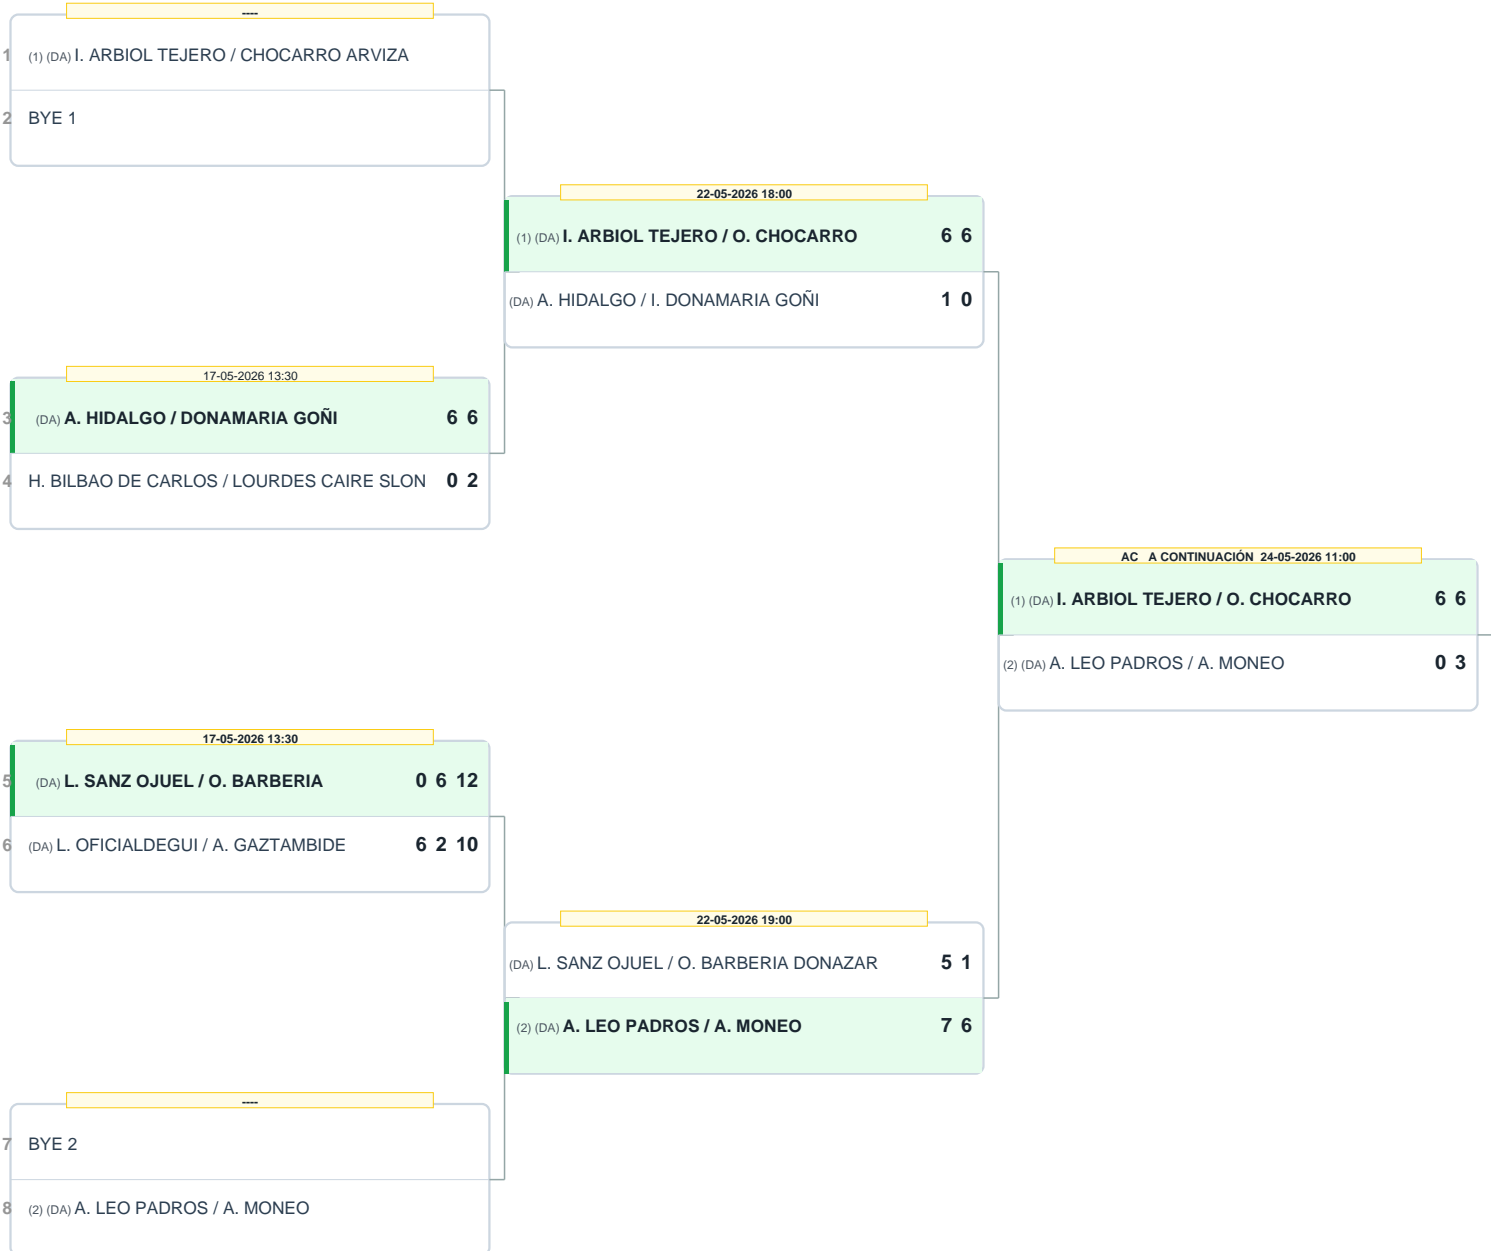 ----
1 (1) (DA) I. ARBIOL TEJERO / CHOCARRO ARVIZA
2 BYE 1
22-05-2026 18:00
(1) (DA) I. ARBIOL TEJERO / O. CHOCARRO 6 6
(DA) A. HIDALGO / I. DONAMARIA GOÑI 1 0
17-05-2026 13:30
3 (DA) A. HIDALGO / DONAMARIA GOÑI 6 6
4 H. BILBAO DE CARLOS / LOURDES CAIRE SLON 0 2
AC A CONTINUACIÓN 24-05-2026 11:00
(1) (DA) I. ARBIOL TEJERO / O. CHOCARRO 6 6
(2) (DA) A. LEO PADROS / A. MONEO 0 3
17-05-2026 13:30
5 (DA) L. SANZ OJUEL / O. BARBERIA 0 6 12
6 (DA) L. OFICIALDEGUI / A. GAZTAMBIDE 6 2 10
22-05-2026 19:00
(DA) L. SANZ OJUEL / O. BARBERIA DONAZAR 5 1
(2) (DA) A. LEO PADROS / A. MONEO 7 6
----
7 BYE 2
8 (2) (DA) A. LEO PADROS / A. MONEO